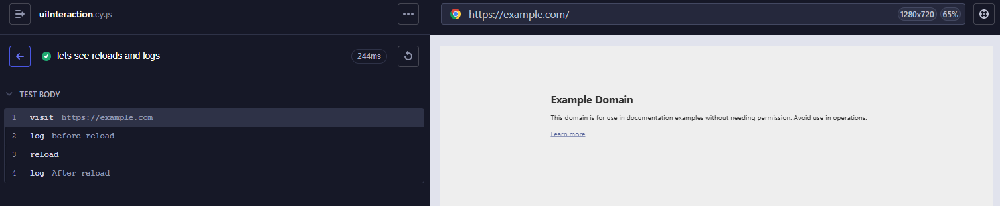 uiInteraction.cy.js
https://example.com/
1280x720
65%
lets see reloads and logs
244ms
TEST BODY
1 visit https://example.com
2 log before reload
3 reload
4 log After reload
Example Domain
This domain is for use in documentation examples without needing permission. Avoid use in operations.
Learn more